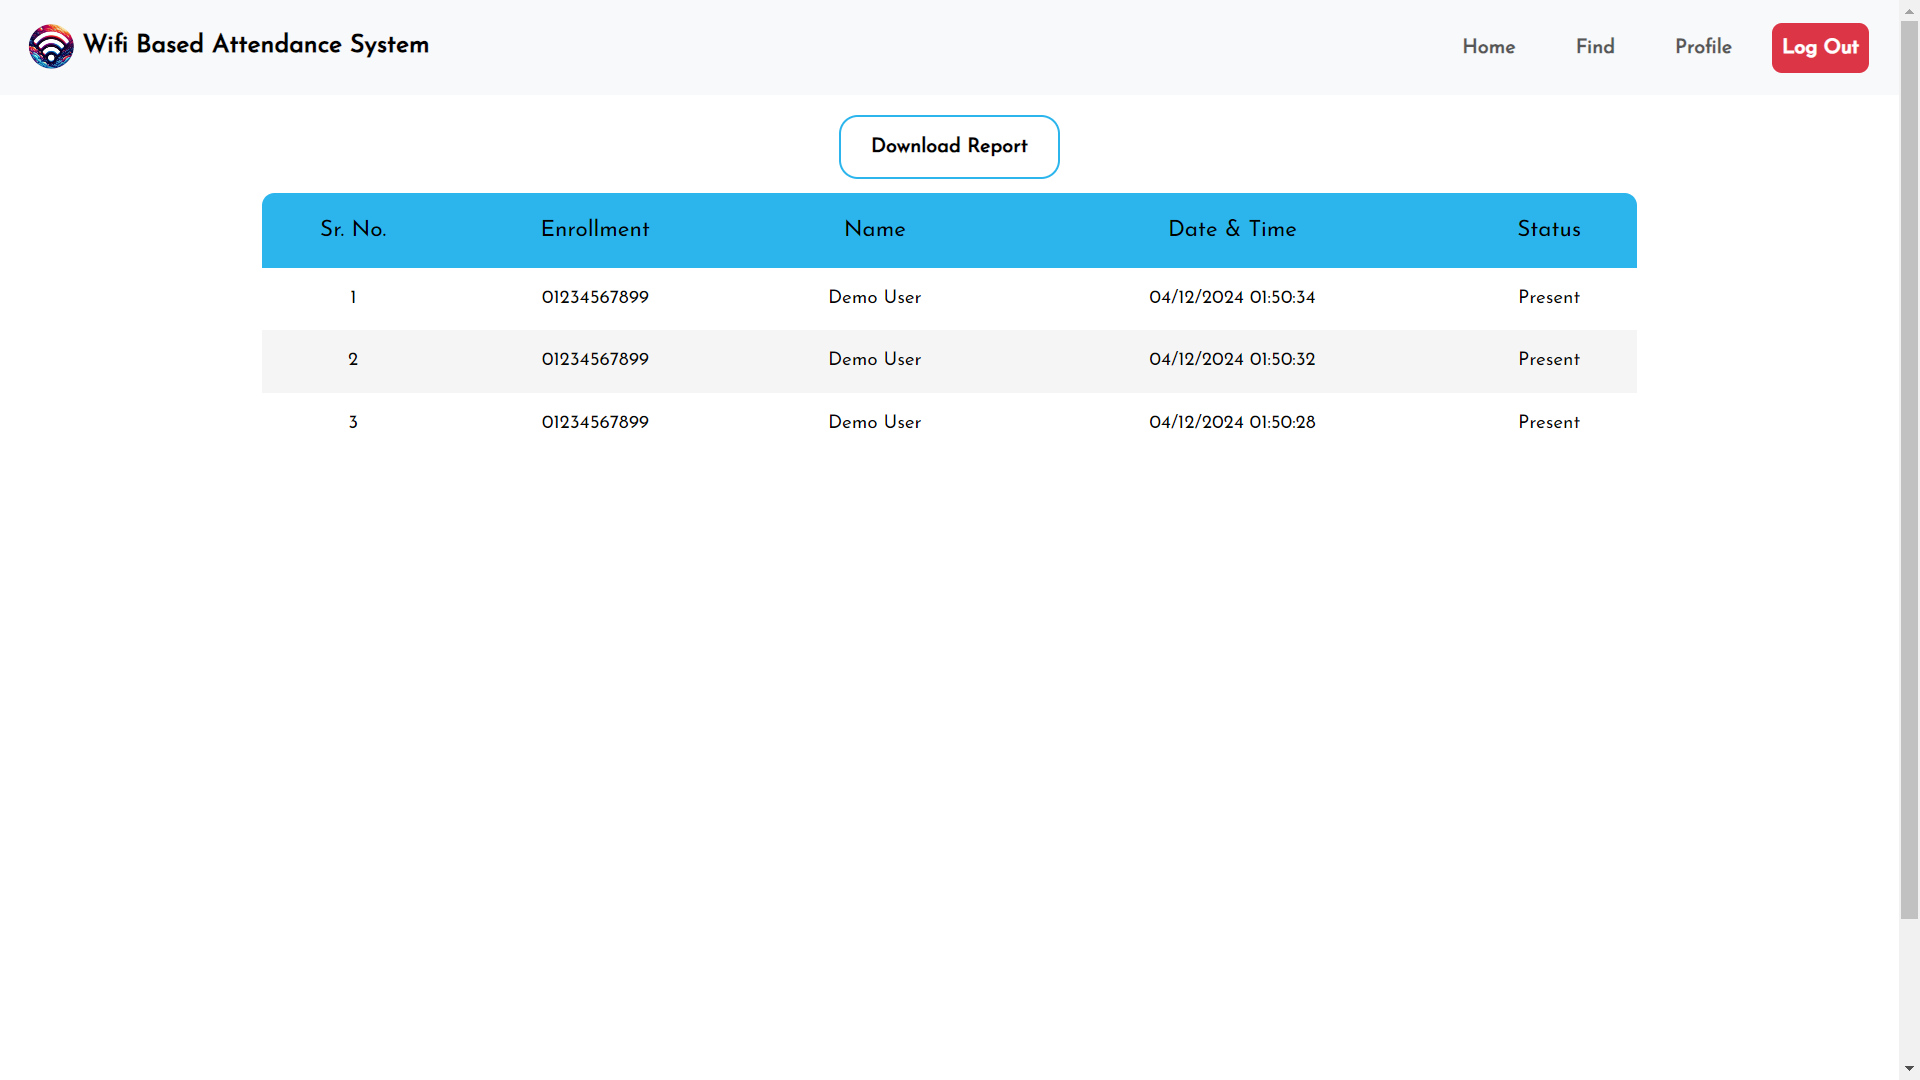 Wifi Based Attendance System Home Find Profile Log Out
Download Report
Sr. No. Enrollment Name Date & Time Status
1 01234567899 Demo User 04/12/2024 01:50:34 Present
2 01234567899 Demo User 04/12/2024 01:50:32 Present
3 01234567899 Demo User 04/12/2024 01:50:28 Present